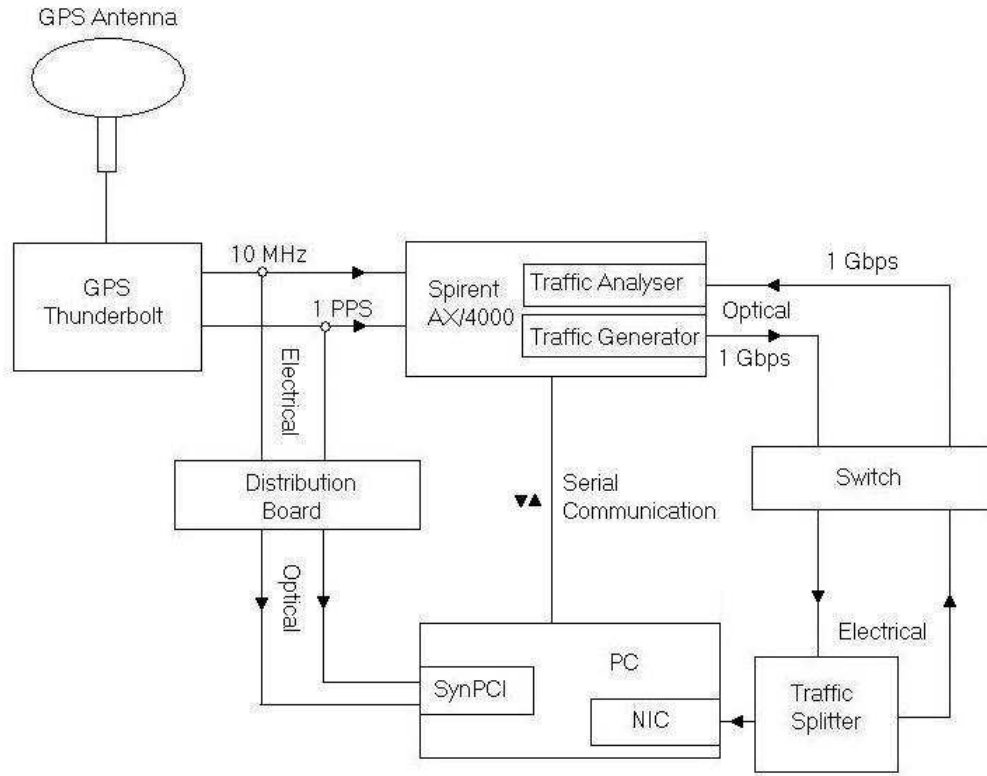 GPS Antenna
GPS
Thunderbolt
10 MHz
1 PPS
Spirent
AX/4000
Traffic Analyser
Traffic Generator
1 Gbps
Optical
1 Gbps
Electrical
Distribution
Board
Optical
Serial
Communication
Switch
Electrical
PC
SynPCI
NIC
Traffic
Splitter